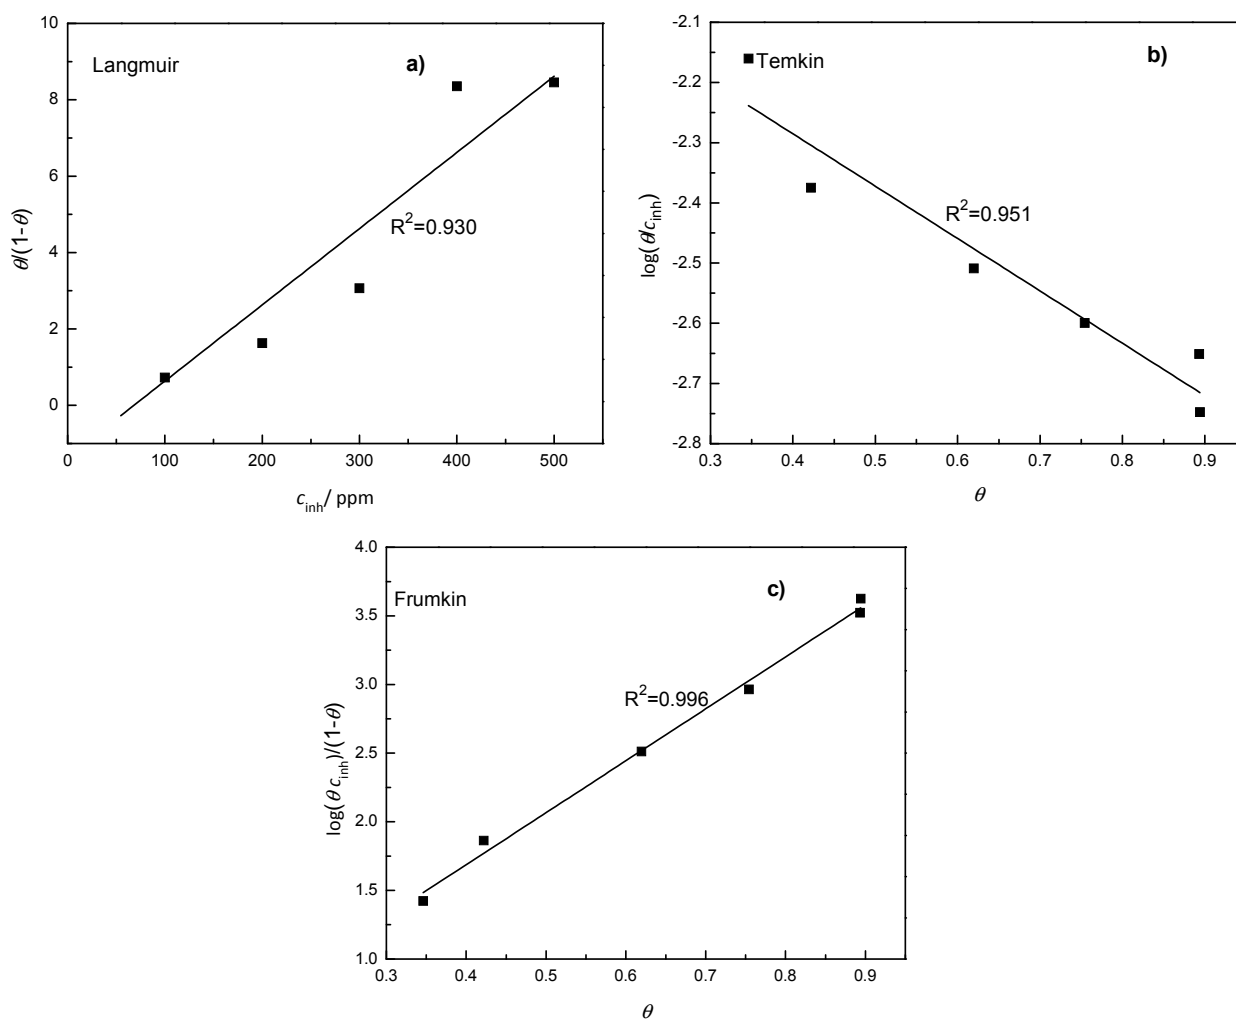 10
8
6
4
2
0
θ/(1-θ)
Langmuir
a)
R²=0.930
0 100 200 300 400 500
c_inh/ ppm
-2.1
-2.2
-2.3
-2.4
-2.5
-2.6
-2.7
-2.8
log(θ/c_inh)
Temkin
b)
R²=0.951
0.3 0.4 0.5 0.6 0.7 0.8 0.9
θ
4.0
3.5
3.0
2.5
2.0
1.5
1.0
log(θ c_inh)/(1-θ)
Frumkin
c)
R²=0.996
0.3 0.4 0.5 0.6 0.7 0.8 0.9
θ